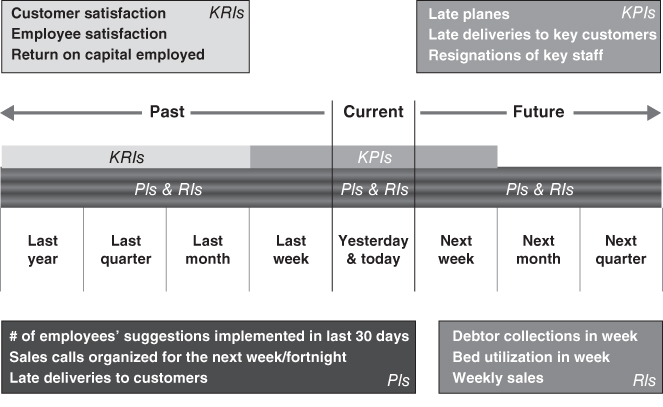 Customer satisfaction KRIs
Employee satisfaction
Return on capital employed
Late planes KPIs
Late deliveries to key customers
Resignations of key staff
Past Current Future
KRIs KPIs
PIs & RIs PIs & RIs PIs & RIs
Last year
Last quarter
Last month
Last week
Yesterday & today
Next week
Next month
Next quarter
# of employees’ suggestions implemented in last 30 days
Sales calls organized for the next week/fortnight
Late deliveries to customers PIs
Debtor collections in week
Bed utilization in week
Weekly sales RIs